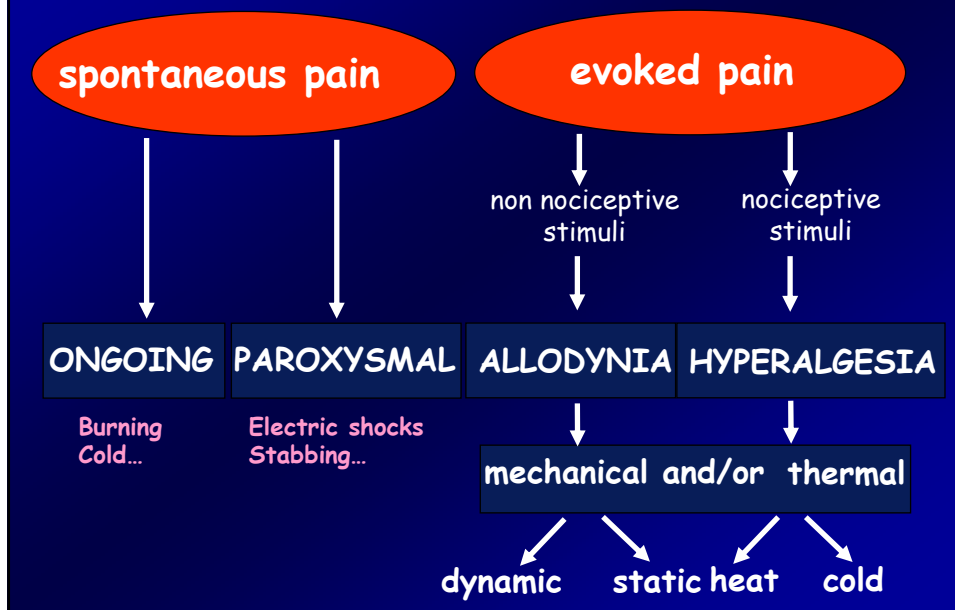 spontaneous pain
evoked pain
non nociceptive
stimuli
nociceptive
stimuli
ONGOING
PAROXYSMAL
ALLODYNIA
HYPERALGESIA
Burning
Cold…
Electric shocks
Stabbing…
mechanical and/or thermal
dynamic
static
heat
cold